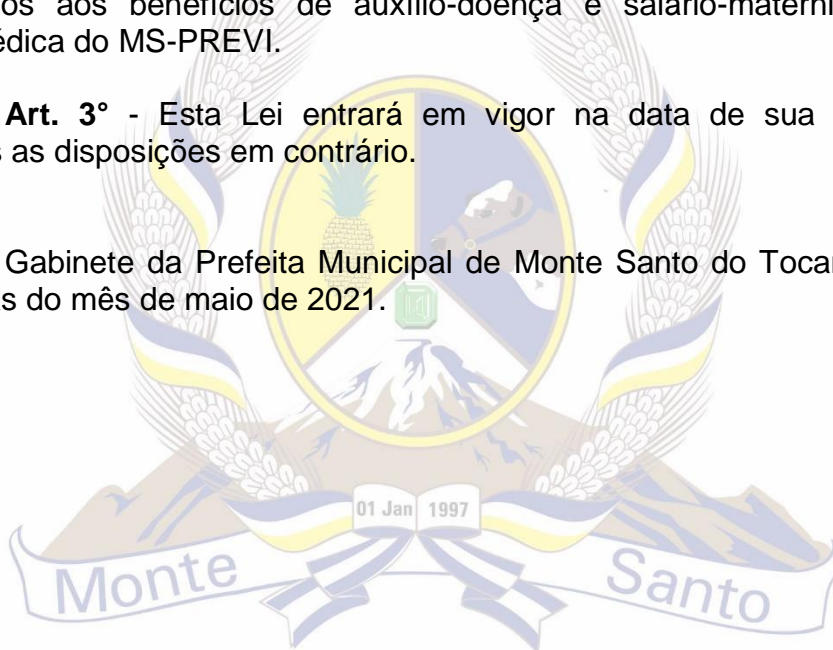 os aos benefícios de auxílio-doença e salário-materni
édica do MS-PREVI.
Art. 3° - Esta Lei entrará em vigor na data de sua
s as disposições em contrário.
Gabinete da Prefeita Municipal de Monte Santo do Tocan
s do mês de maio de 2021.
01 Jan 1997
Monte Santo